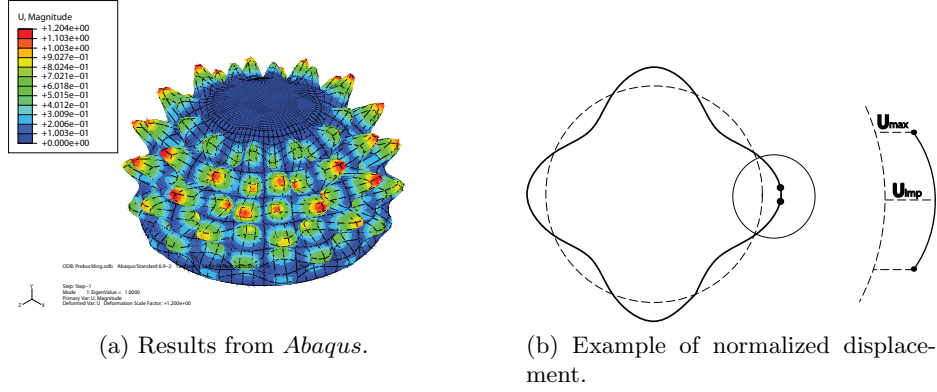 U, Magnitude
+1.204e+00
+1.103e+00
+1.003e+00
+9.027e-01
+8.024e-01
+7.021e-01
+6.018e-01
+5.015e-01
+4.012e-01
+3.009e-01
+2.006e-01
+1.003e-01
+0.000e+00
ODB: Prebuckling.odb Abaqus/Standard 6.9-2
Step: Step-1
Mode 1: EigenValue = 1.0000
Primary Var: U, Magnitude
Deformed Var: U Deformation Scale Factor: +1.200e+00
Y
Z X
Umax
Uimp
(a) Results from Abaqus.
(b) Example of normalized displace-
ment.